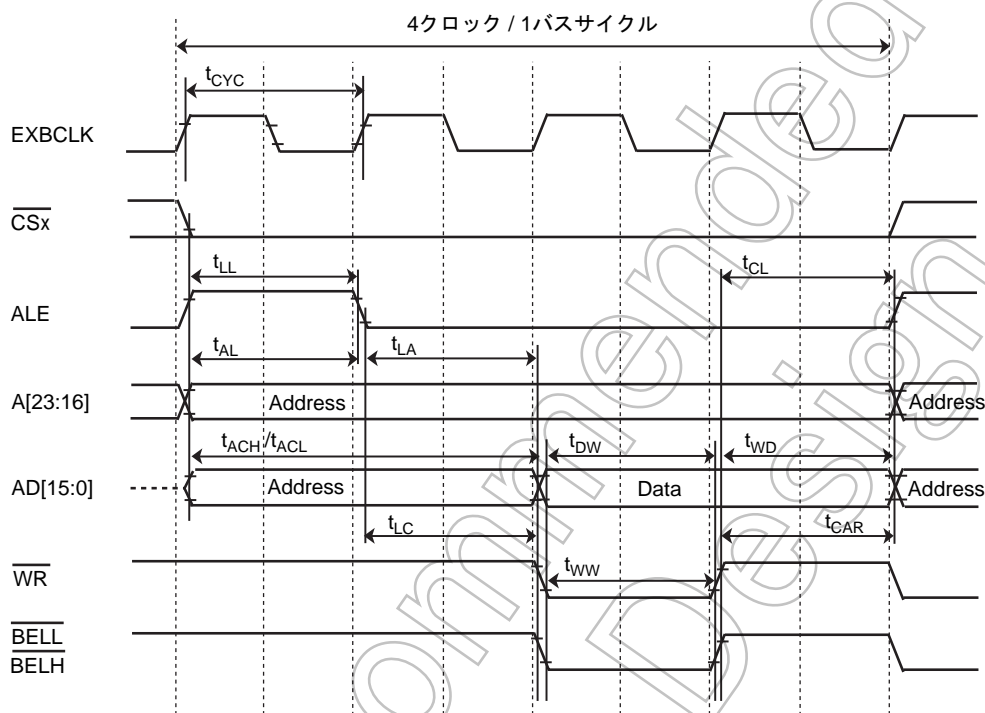 4クロック / 1バスサイクル
tCYC
EXBCLK
CSx
tLL
tCL
ALE
tAL
tLA
A[23:16]
Address
Address
tACH/tACL
tDW
tWD
AD[15:0]
Address
Data
Address
tLC
tCAR
WR
tWW
BELL
BELH
ommended
Design